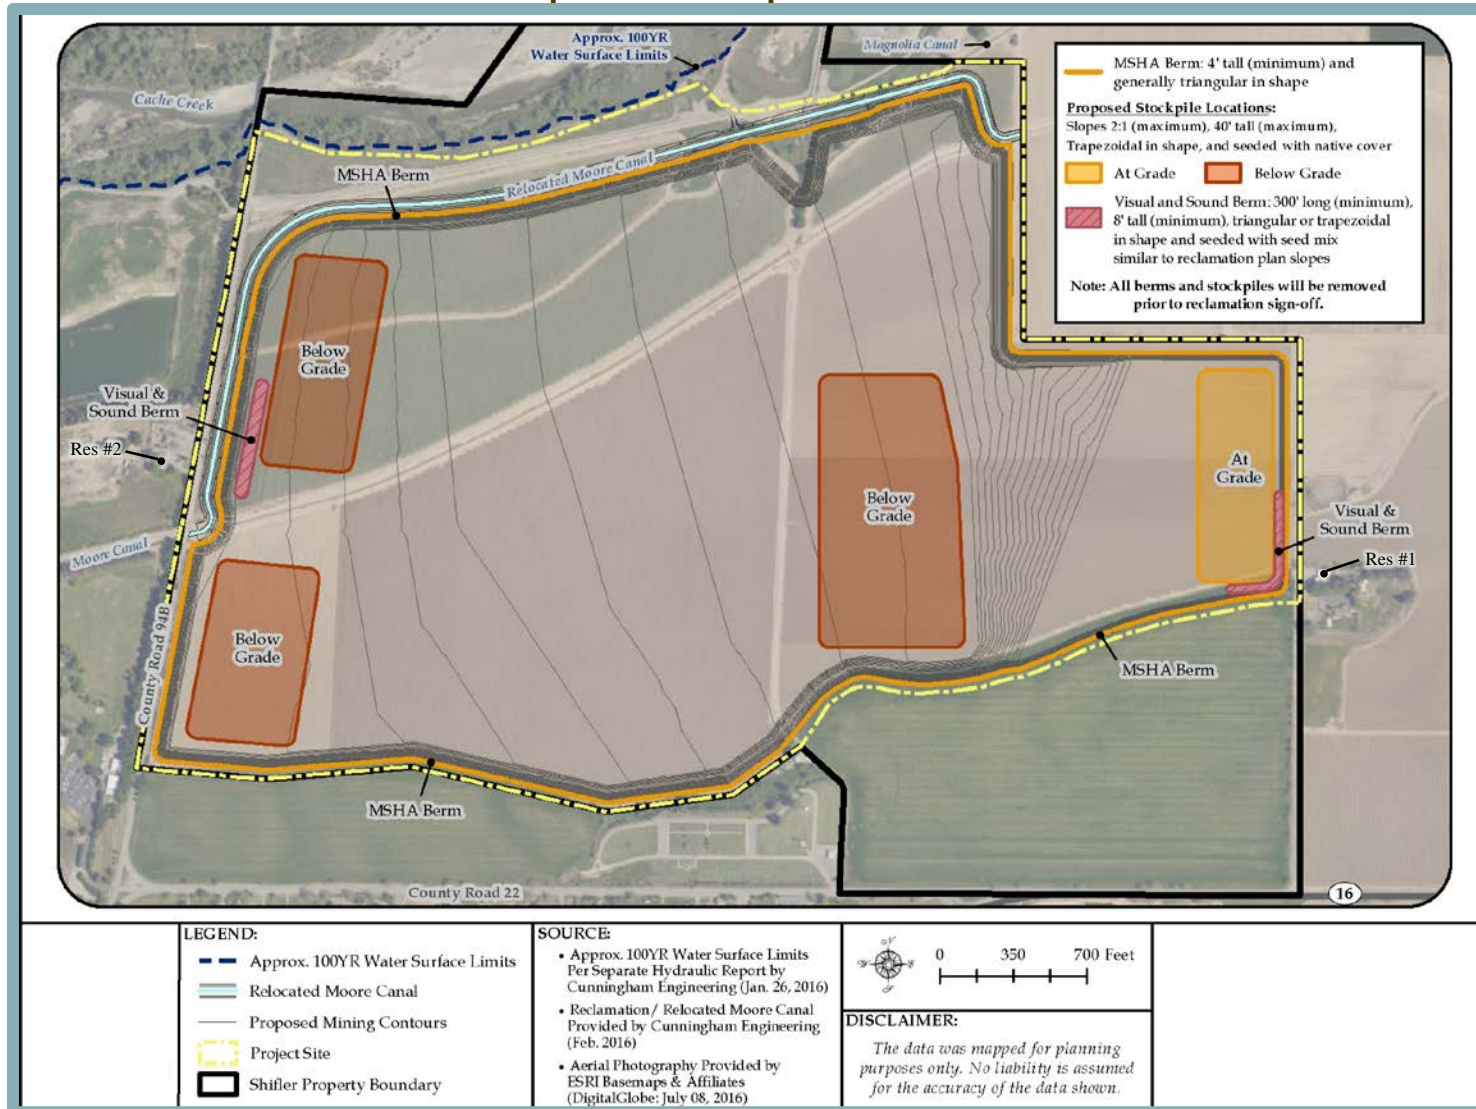 Approx. 100YR
Water Surface Limits
Magnolia Canal
Cache Creek
MSHA Berm: 4' tall (minimum) and
generally triangular in shape
Proposed Stockpile Locations:
Slopes 2:1 (maximum), 40' tall (maximum),
Trapezoidal in shape, and seeded with native cover
At Grade
Below Grade
Visual and Sound Berm: 300' long (minimum),
8' tall (minimum), triangular or trapezoidal
in shape and seeded with seed mix
similar to reclamation plan slopes
Note: All berms and stockpiles will be removed
prior to reclamation sign-off.
MSHA Berm
Relocated Moore Canal
Below
Grade
Visual &
Sound Berm
Res #2
Moore Canal
Below
Grade
At
Grade
Visual &
Sound Berm
Res #1
Below
Grade
County Road 94B
MSHA Berm
MSHA Berm
County Road 22
16
LEGEND:
Approx. 100YR Water Surface Limits
Relocated Moore Canal
Proposed Mining Contours
Project Site
Shifler Property Boundary
SOURCE:
• Approx. 100YR Water Surface Limits
Per Separate Hydraulic Report by
Cunningham Engineering (Jan. 26, 2016)
• Reclamation/ Relocated Moore Canal
Provided by Cunningham Engineering
(Feb. 2016)
• Aerial Photography Provided by
ESRI Basemaps & Affiliates
(DigitalGlobe: July 08, 2016)
0 350 700 Feet
DISCLAIMER:
The data was mapped for planning
purposes only. No liability is assumed
for the accuracy of the data shown.